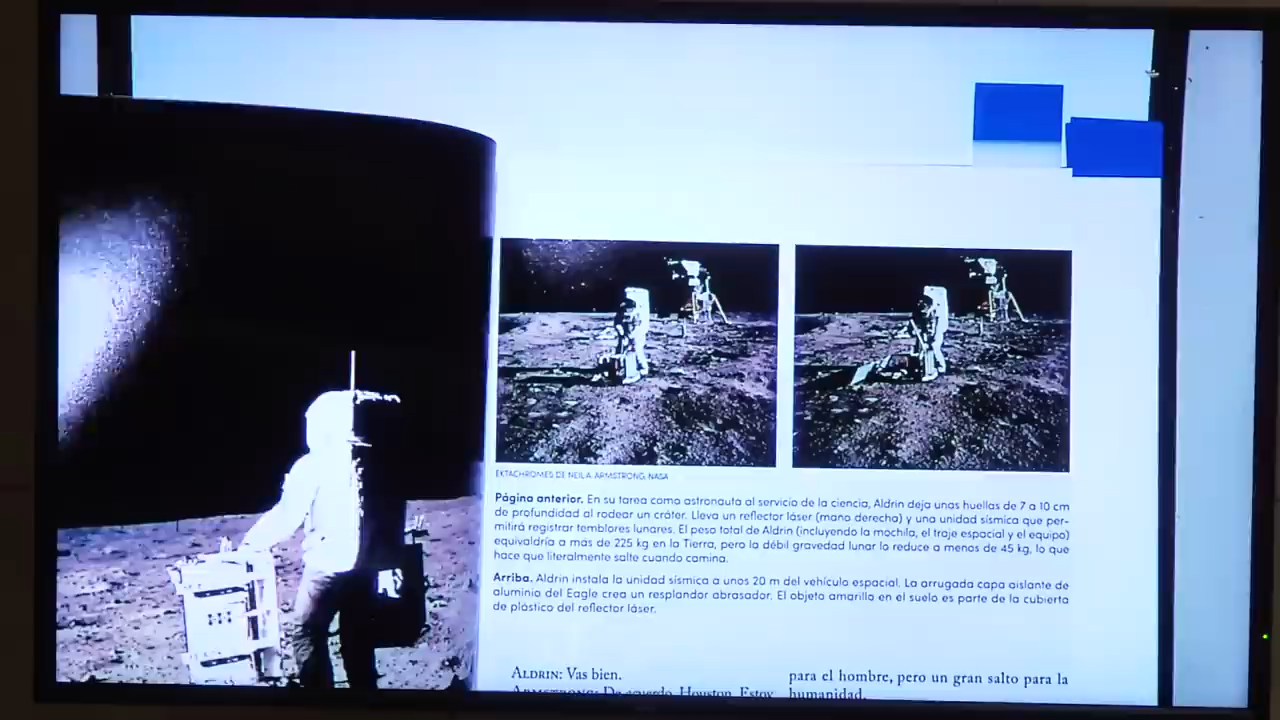 EKTACHROMES DE NEIL A. ARMSTRONG, NASA
Página anterior. En su tarea como astronauta al servicio de la ciencia, Aldrin deja unas huellas de 7 a 10 cm
de profundidad al rodear un cráter. Lleva un reflector láser (mano derecha) y una unidad sísmica que per-
mitirá registrar temblores lunares. El peso total de Aldrin (incluyendo la mochila, el traje espacial y el equipo)
equivaldría a más de 225 kg en la Tierra, pero la débil gravedad lunar lo reduce a menos de 45 kg, lo que
hace que literalmente salte cuando camina.
Arriba. Aldrin instala la unidad sísmica a unos 20 m del vehículo espacial. La arrugada capa aislante de
aluminio del Eagle crea un resplandor abrasador. El objeto amarillo en el suelo es parte de la cubierta
de plástico del reflector láser.
ALDRIN: Vas bien.
ARMSTRONG: De acuerdo, Houston. Estoy
para el hombre, pero un gran salto para la
humanidad.